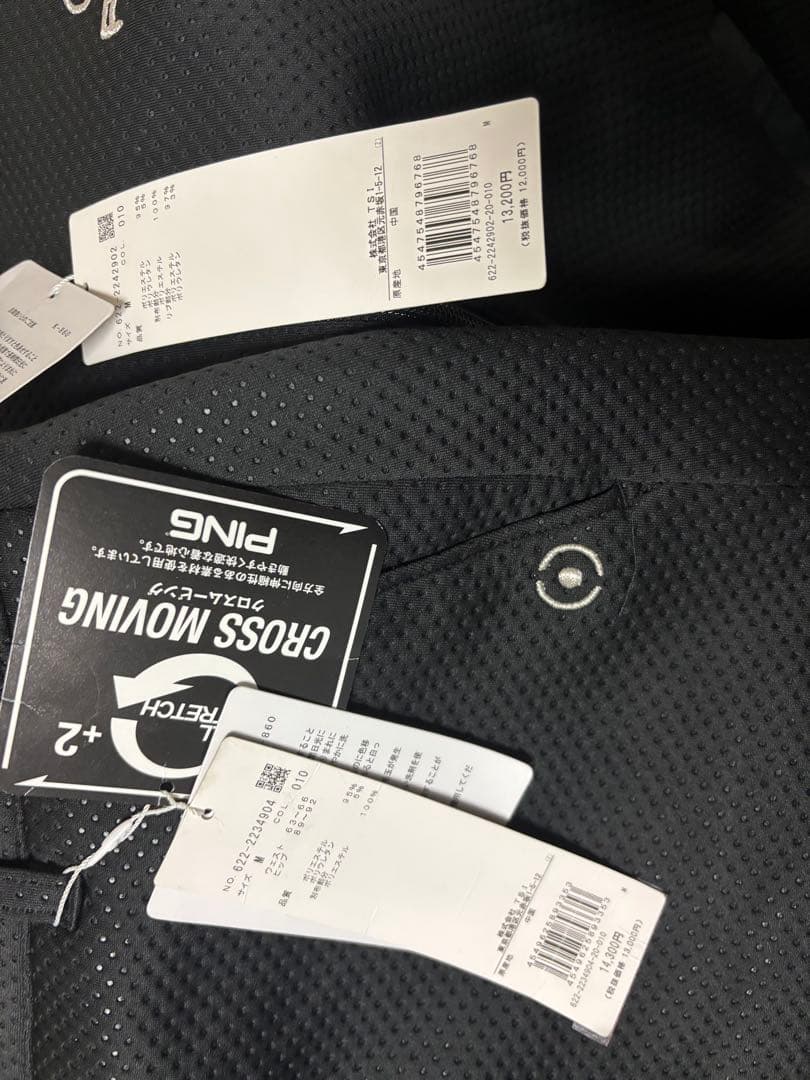 NO. 622-2242902
サイズ M COL. 010
品質 ポリエステル 95%
ポリウレタン 5%
別布部分 ポリエステル 100%
リブ部分 ポリエステル 97%
ポリウレタン 3%
株式会社 TSI
東京都港区元赤坂1-5-12 (2)
原産地 中国
4547548796768
4547548796768
622-2242902-20-010
13,200円
(税抜価格 12,000円)
M
PING
全方向に伸縮性のある素材を使用しています。
動きやすく快適な着心地です。
クロスムービング
CROSS MOVING
+2
NO. 622-2234904
サイズ M COL. 010
ウエスト 63~66
ヒップ 89~92
品質 ポリエステル 95%
ポリウレタン 5%
別布部分
ポリエステル 100%
株式会社 TSI
東京都港区元赤坂1-5-12 (2)
原産地 中国
4549625893353
4549625893353
622-2234904-20-010
14,300円
(税抜価格 13,000円)
M